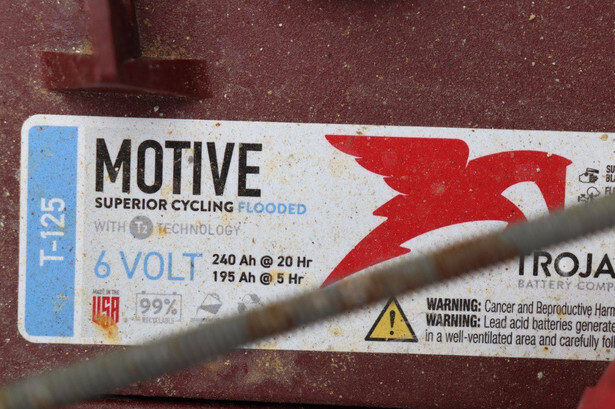 T-125
MOTIVE
SUPERIOR CYCLING FLOODED
WITH T2 TECHNOLOGY
6 VOLT 240 Ah @ 20 Hr
195 Ah @ 5 Hr
MADE IN THE
USA
99%
RECYCLABLE
TROJA
BATTERY COMP
WARNING: Cancer and Reproductive Harm
WARNING: Lead acid batteries generate
in a well-ventilated area and carefully fol